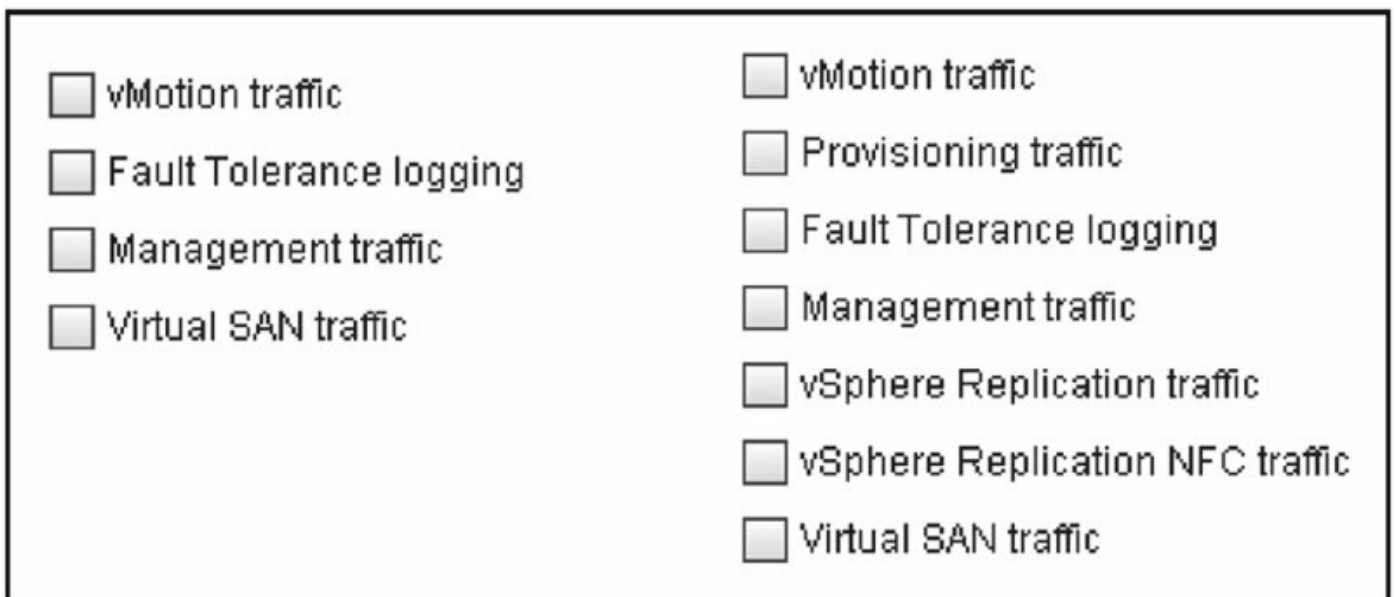 vMotion traffic
Fault Tolerance logging
Management traffic
Virtual SAN traffic
vMotion traffic
Provisioning traffic
Fault Tolerance logging
Management traffic
vSphere Replication traffic
vSphere Replication NFC traffic
Virtual SAN traffic